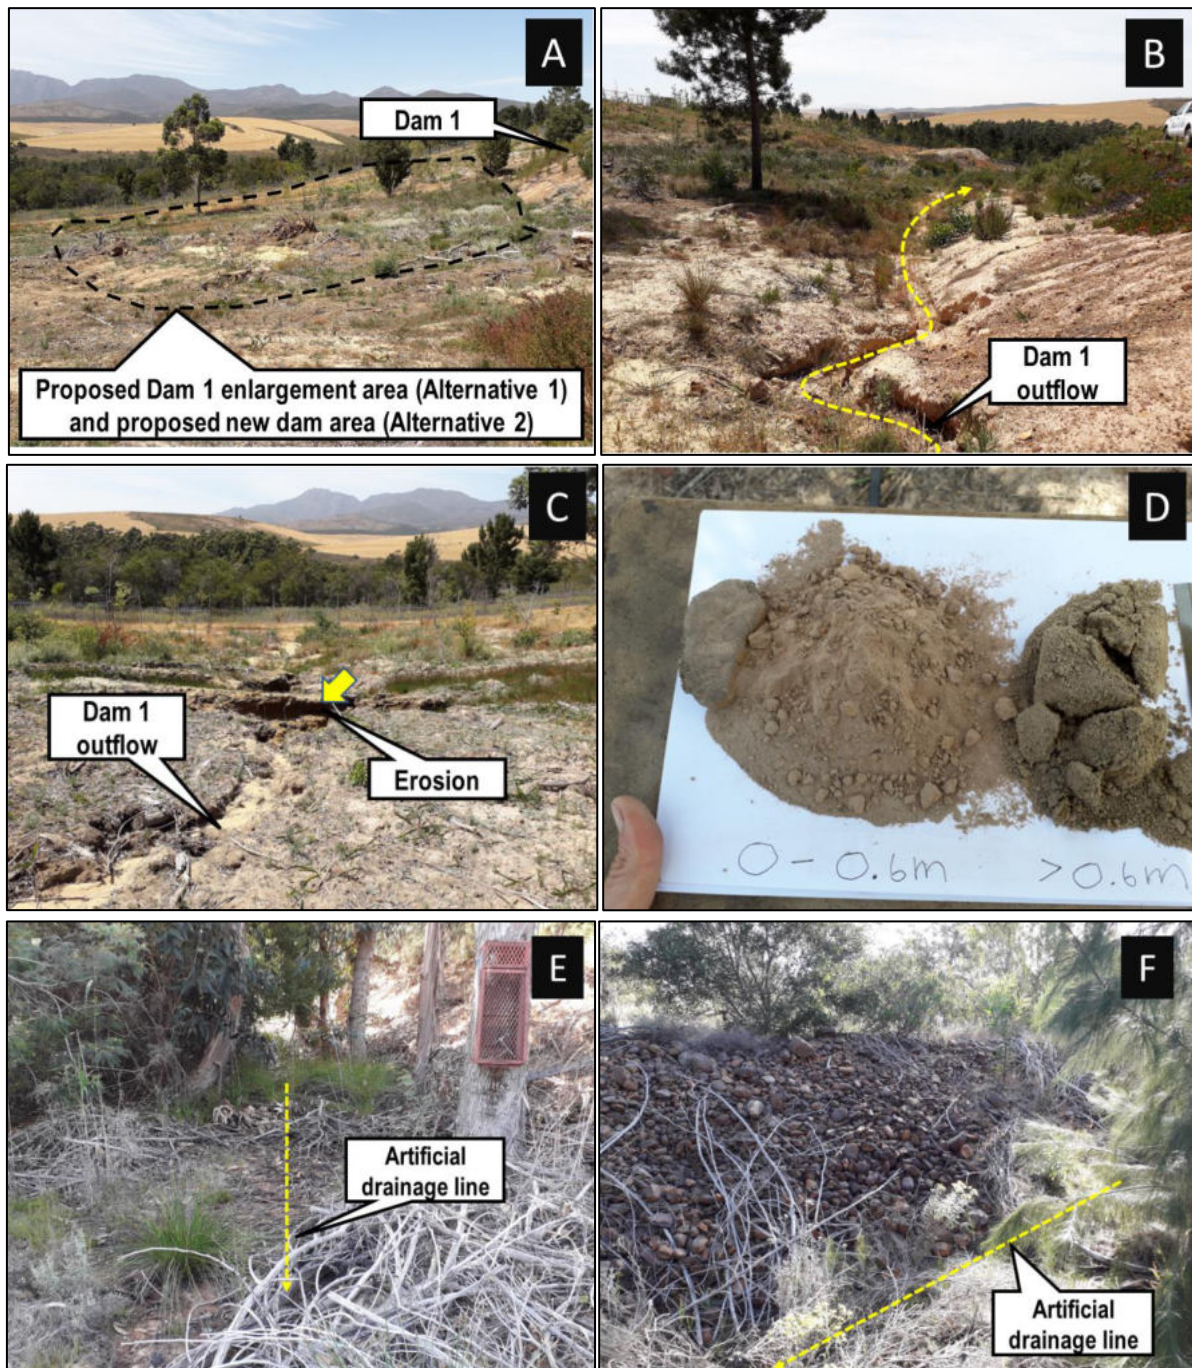 A
Dam 1
Proposed Dam 1 enlargement area (Alternative 1)
and proposed new dam area (Alternative 2)
B
Dam 1
outflow
C
Dam 1
outflow
Erosion
D
0 - 0.6m
>0.6m
E
Artificial
drainage line
F
Artificial
drainage line